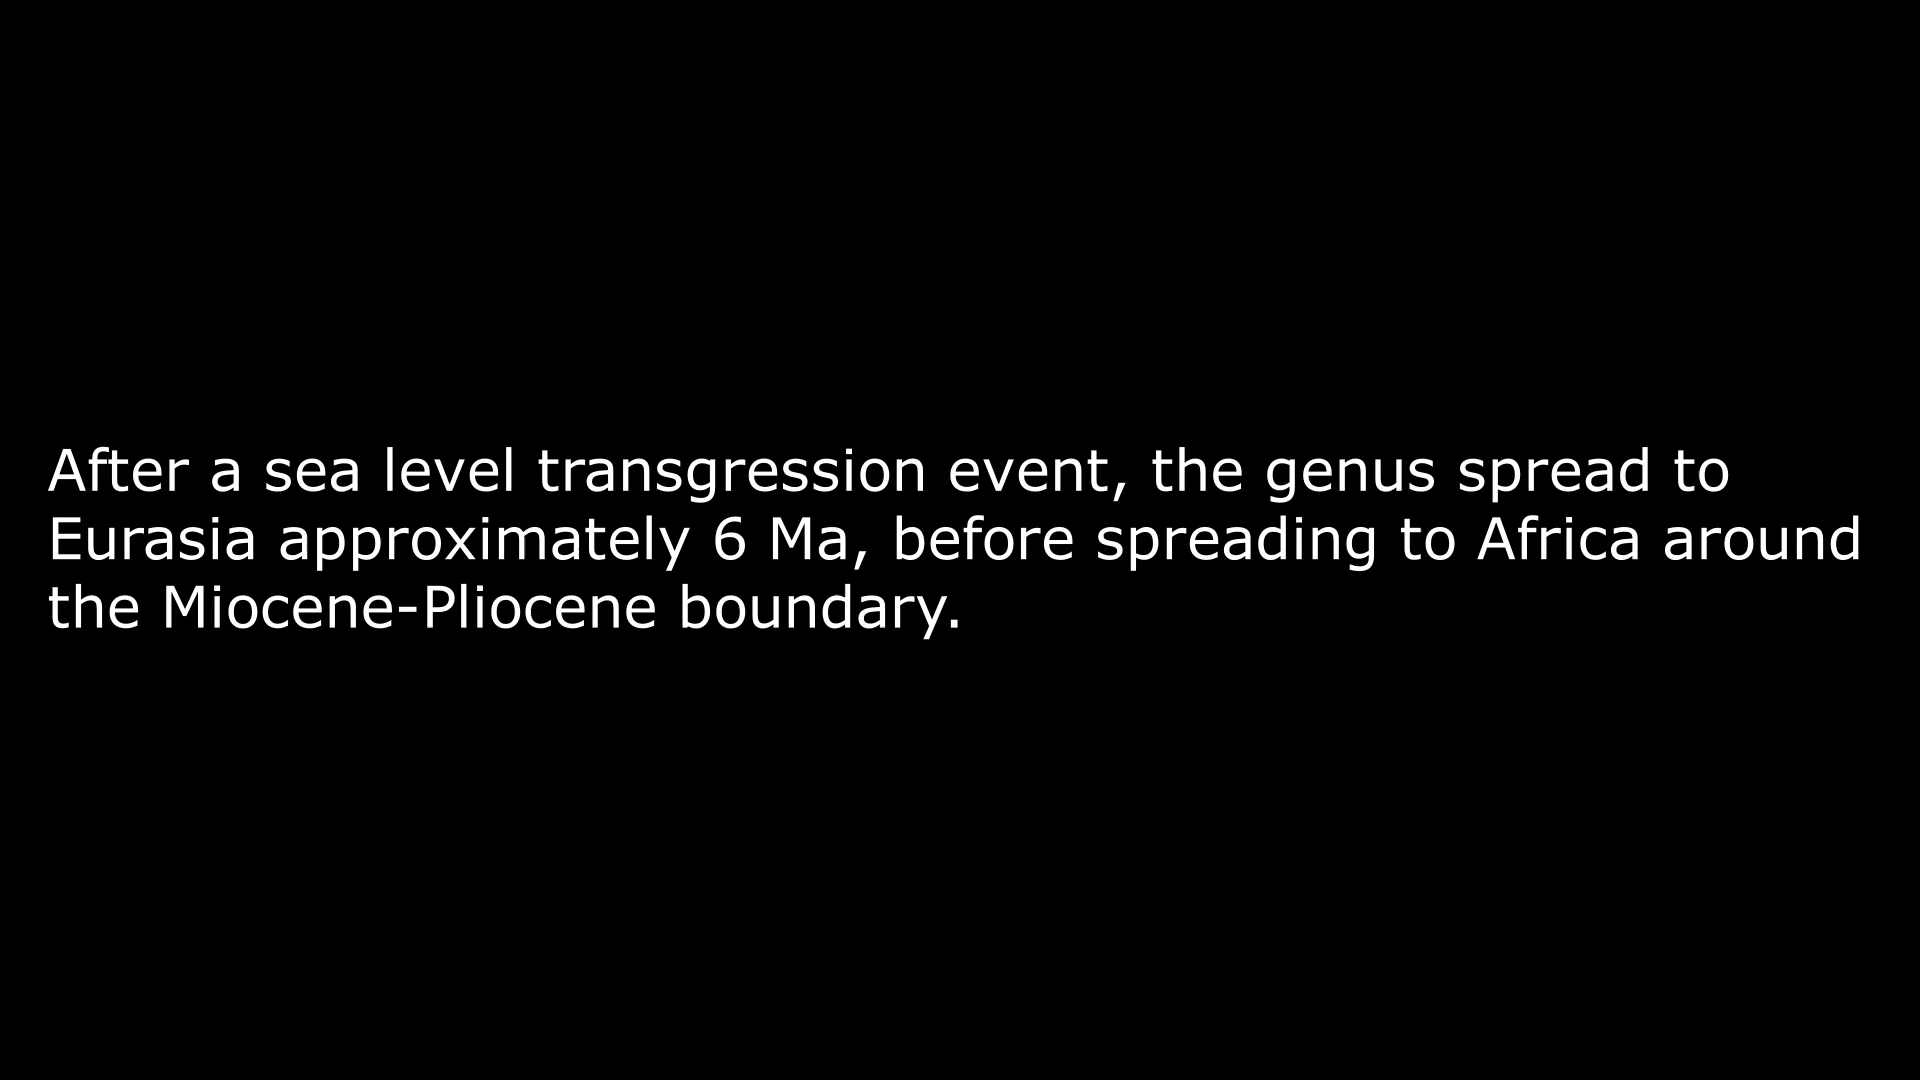 After a sea level transgression event, the genus spread to
Eurasia approximately 6 Ma, before spreading to Africa around
the Miocene-Pliocene boundary.